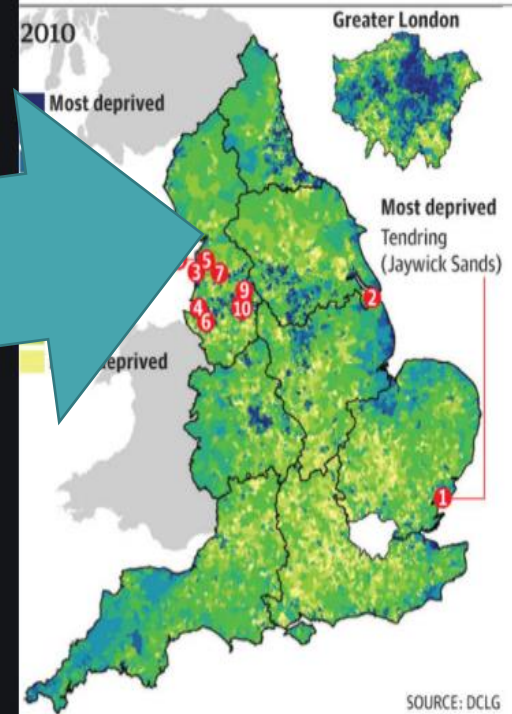 2010
Greater London
Most deprived
Most deprived
Tendring
(Jaywick Sands)
5
3
7
9
2
4
10
6
deprived
1
SOURCE: DCLG